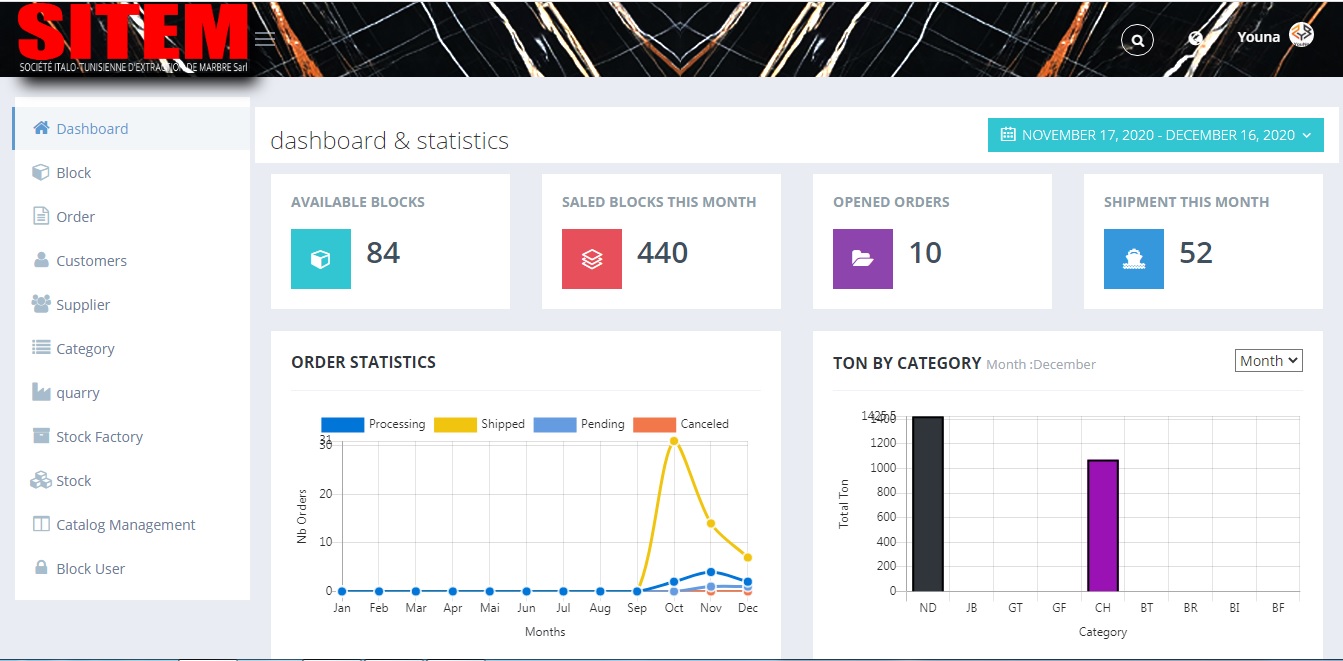 SITEM
SOCIÉTÉ ITALO-TUNISIENNE D'EXTRACTION DE MARBRE Sarl
Youna
Dashboard
Block
Order
Customers
Supplier
Category
quarry
Stock Factory
Stock
Catalog Management
Block User
dashboard & statistics
NOVEMBER 17, 2020 - DECEMBER 16, 2020
AVAILABLE BLOCKS
84
SALED BLOCKS THIS MONTH
440
OPENED ORDERS
10
SHIPMENT THIS MONTH
52
ORDER STATISTICS
Processing Shipped Pending Canceled
31
30
20
10
0
Nb Orders
Jan Feb Mar Apr Mai Jun Jul Aug Sep Oct Nov Dec
Months
TON BY CATEGORY Month :December
Month
1425.5
1400
1200
1000
800
600
400
200
0
Total Ton
ND JB GT GF CH BT BR BI BF
Category